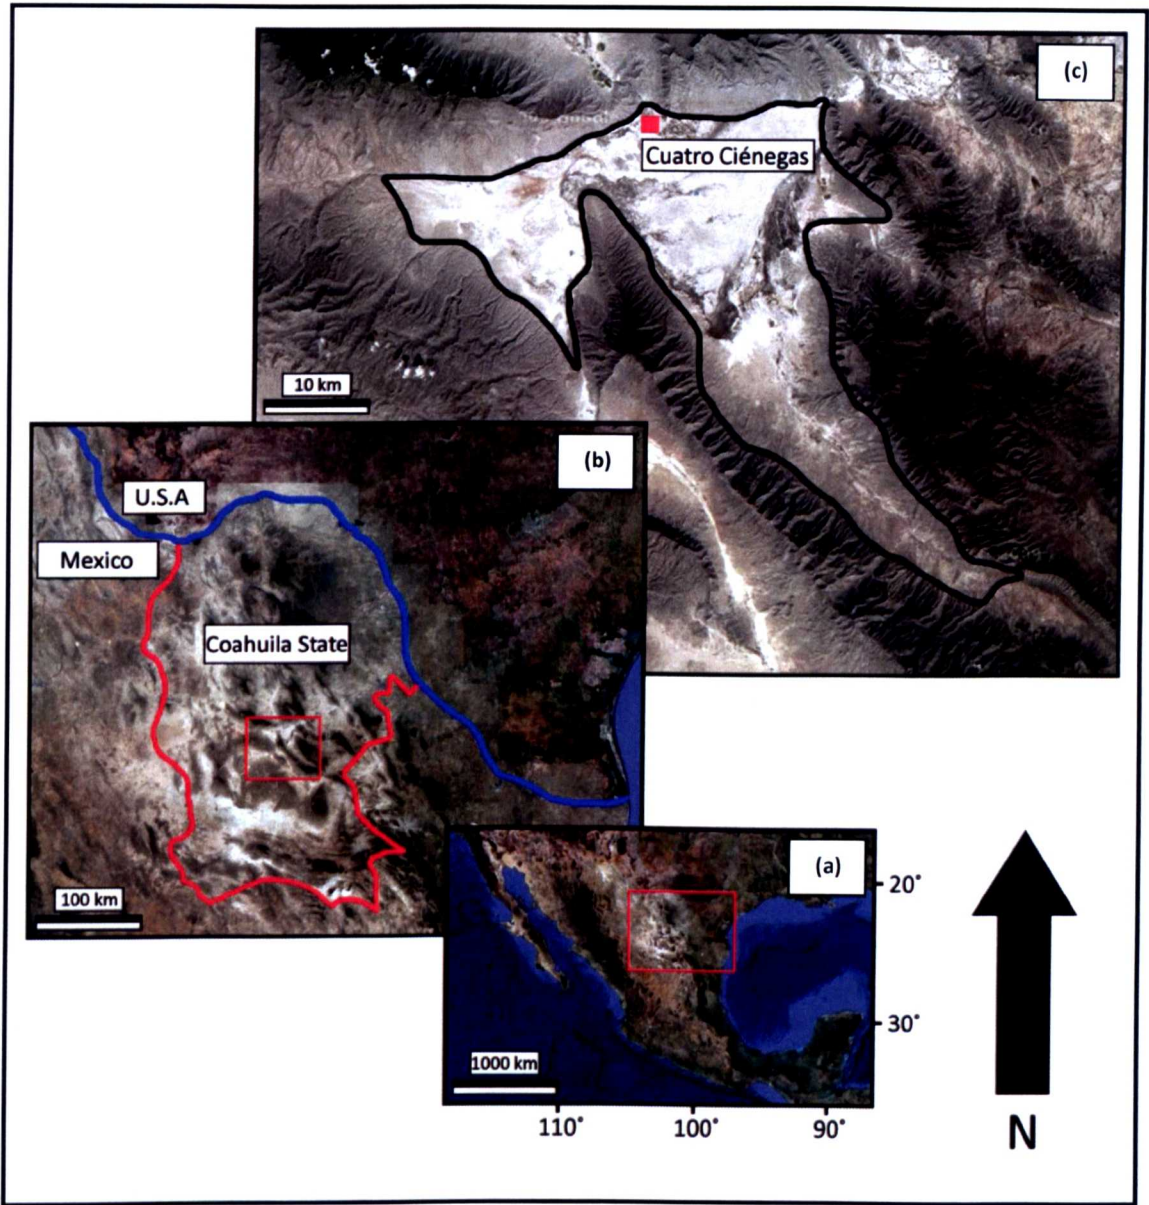 (c)
Cuatro Ciénegas
10 km
(b)
U.S.A
Mexico
Coahuila State
100 km
(a)
20°
30°
1000 km
110°
100°
90°
N